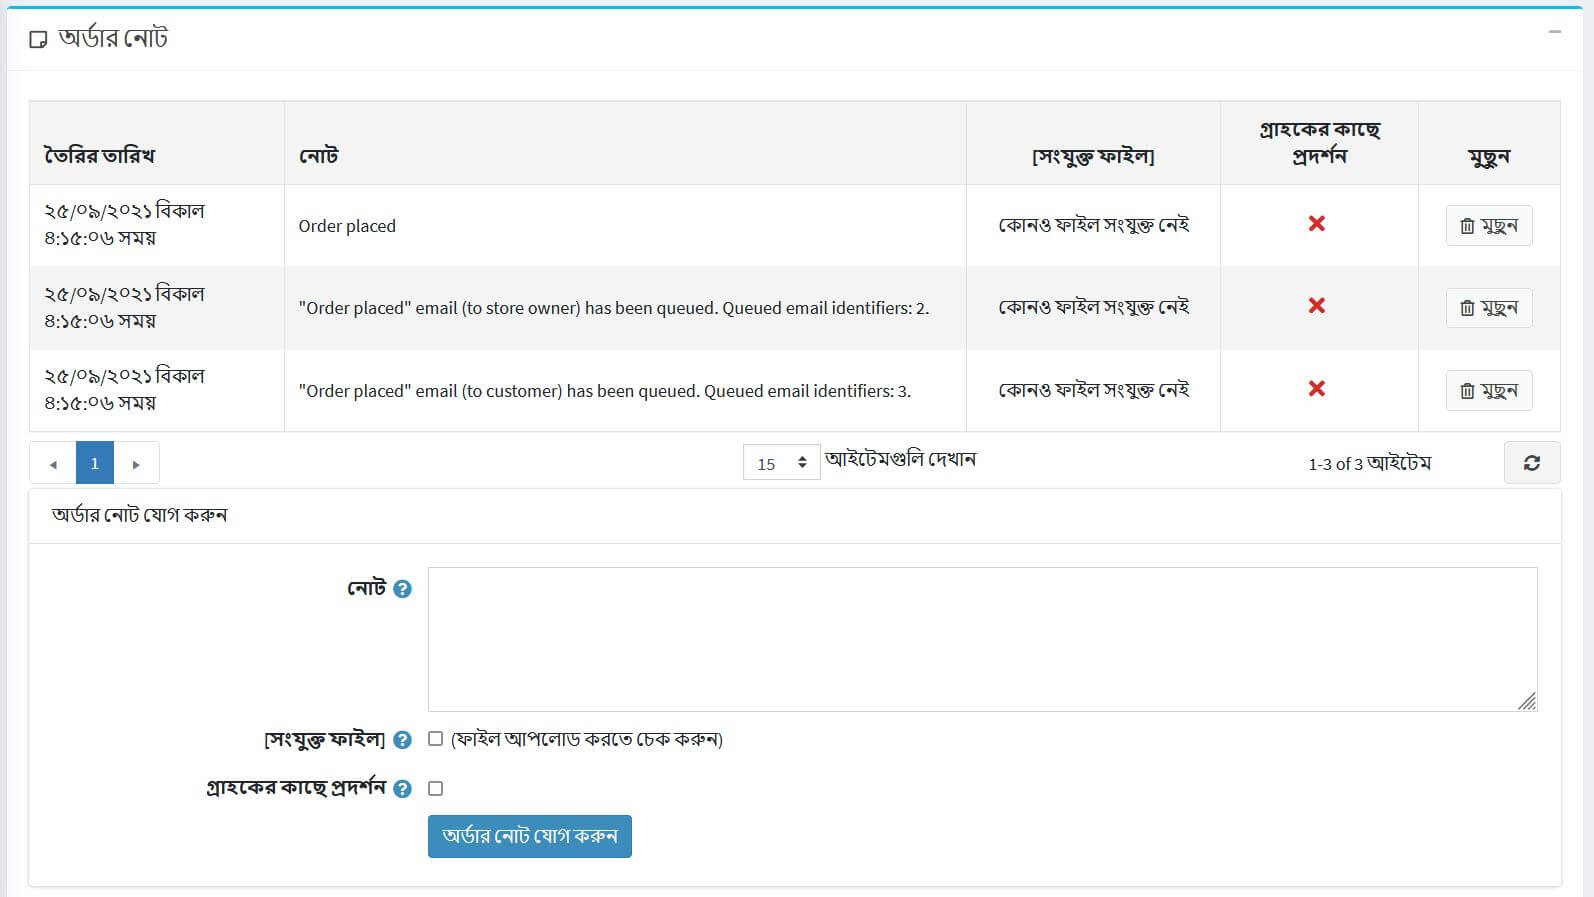 অর্ডার নোট
তৈরির তারিখ
নোট
[সংযুক্ত ফাইল]
গ্রাহকের কাছে
প্রদর্শন
মুছুন
২৫/০৯/২০২১ বিকাল
৪:১৫:০৬ সময়
Order placed
কোনও ফাইল সংযুক্ত নেই
মুছুন
২৫/০৯/২০২১ বিকাল
৪:১৫:০৬ সময়
"Order placed" email (to store owner) has been queued. Queued email identifiers: 2.
কোনও ফাইল সংযুক্ত নেই
মুছুন
২৫/০৯/২০২১ বিকাল
৪:১৫:০৬ সময়
"Order placed" email (to customer) has been queued. Queued email identifiers: 3.
কোনও ফাইল সংযুক্ত নেই
মুছুন
1
15 আইটেমগুলি দেখান
1-3 of 3 আইটেম
অর্ডার নোট যোগ করুন
নোট
[সংযুক্ত ফাইল]
(ফাইল আপলোড করতে চেক করুন)
গ্রাহকের কাছে প্রদর্শন
অর্ডার নোট যোগ করুন